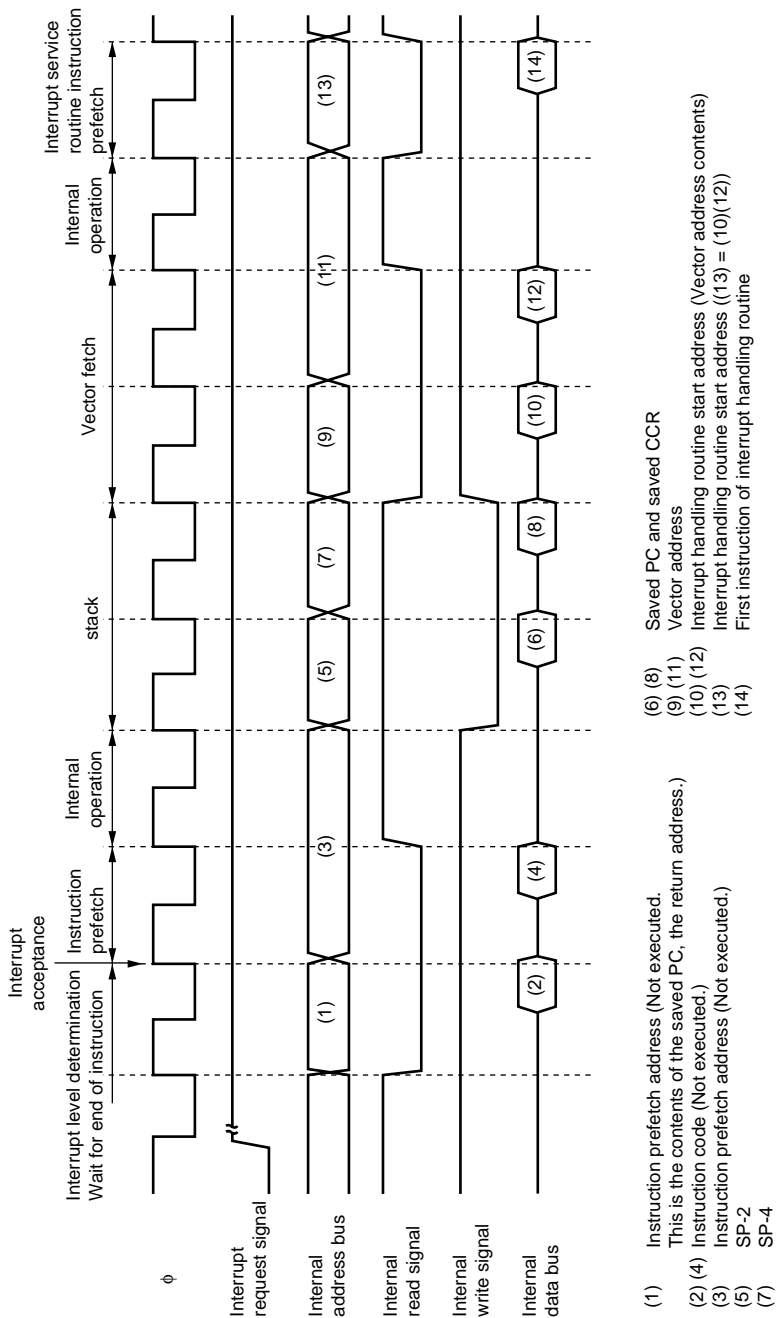 Interrupt
acceptance
Interrupt level determination
Wait for end of instruction
Instruction
prefetch
Internal
operation
stack
Vector fetch
Internal
operation
Interrupt service
routine instruction
prefetch
φ
Interrupt
request signal
Internal
address bus
(1)
(3)
(5)
(7)
(9)
(11)
(13)
Internal
read signal
Internal
write signal
Internal
data bus
(2)
(4)
(6)
(8)
(10)
(12)
(14)
(1) Instruction prefetch address (Not executed.
This is the contents of the saved PC, the return address.)
(2) (4) Instruction code (Not executed.)
(3) Instruction prefetch address (Not executed.)
(5) SP-2
(7) SP-4
(6) (8) Saved PC and saved CCR
(9) (11) Vector address
(10) (12) Interrupt handling routine start address (Vector address contents)
(13) Interrupt handling routine start address ((13) = (10)(12))
(14) First instruction of interrupt handling routine